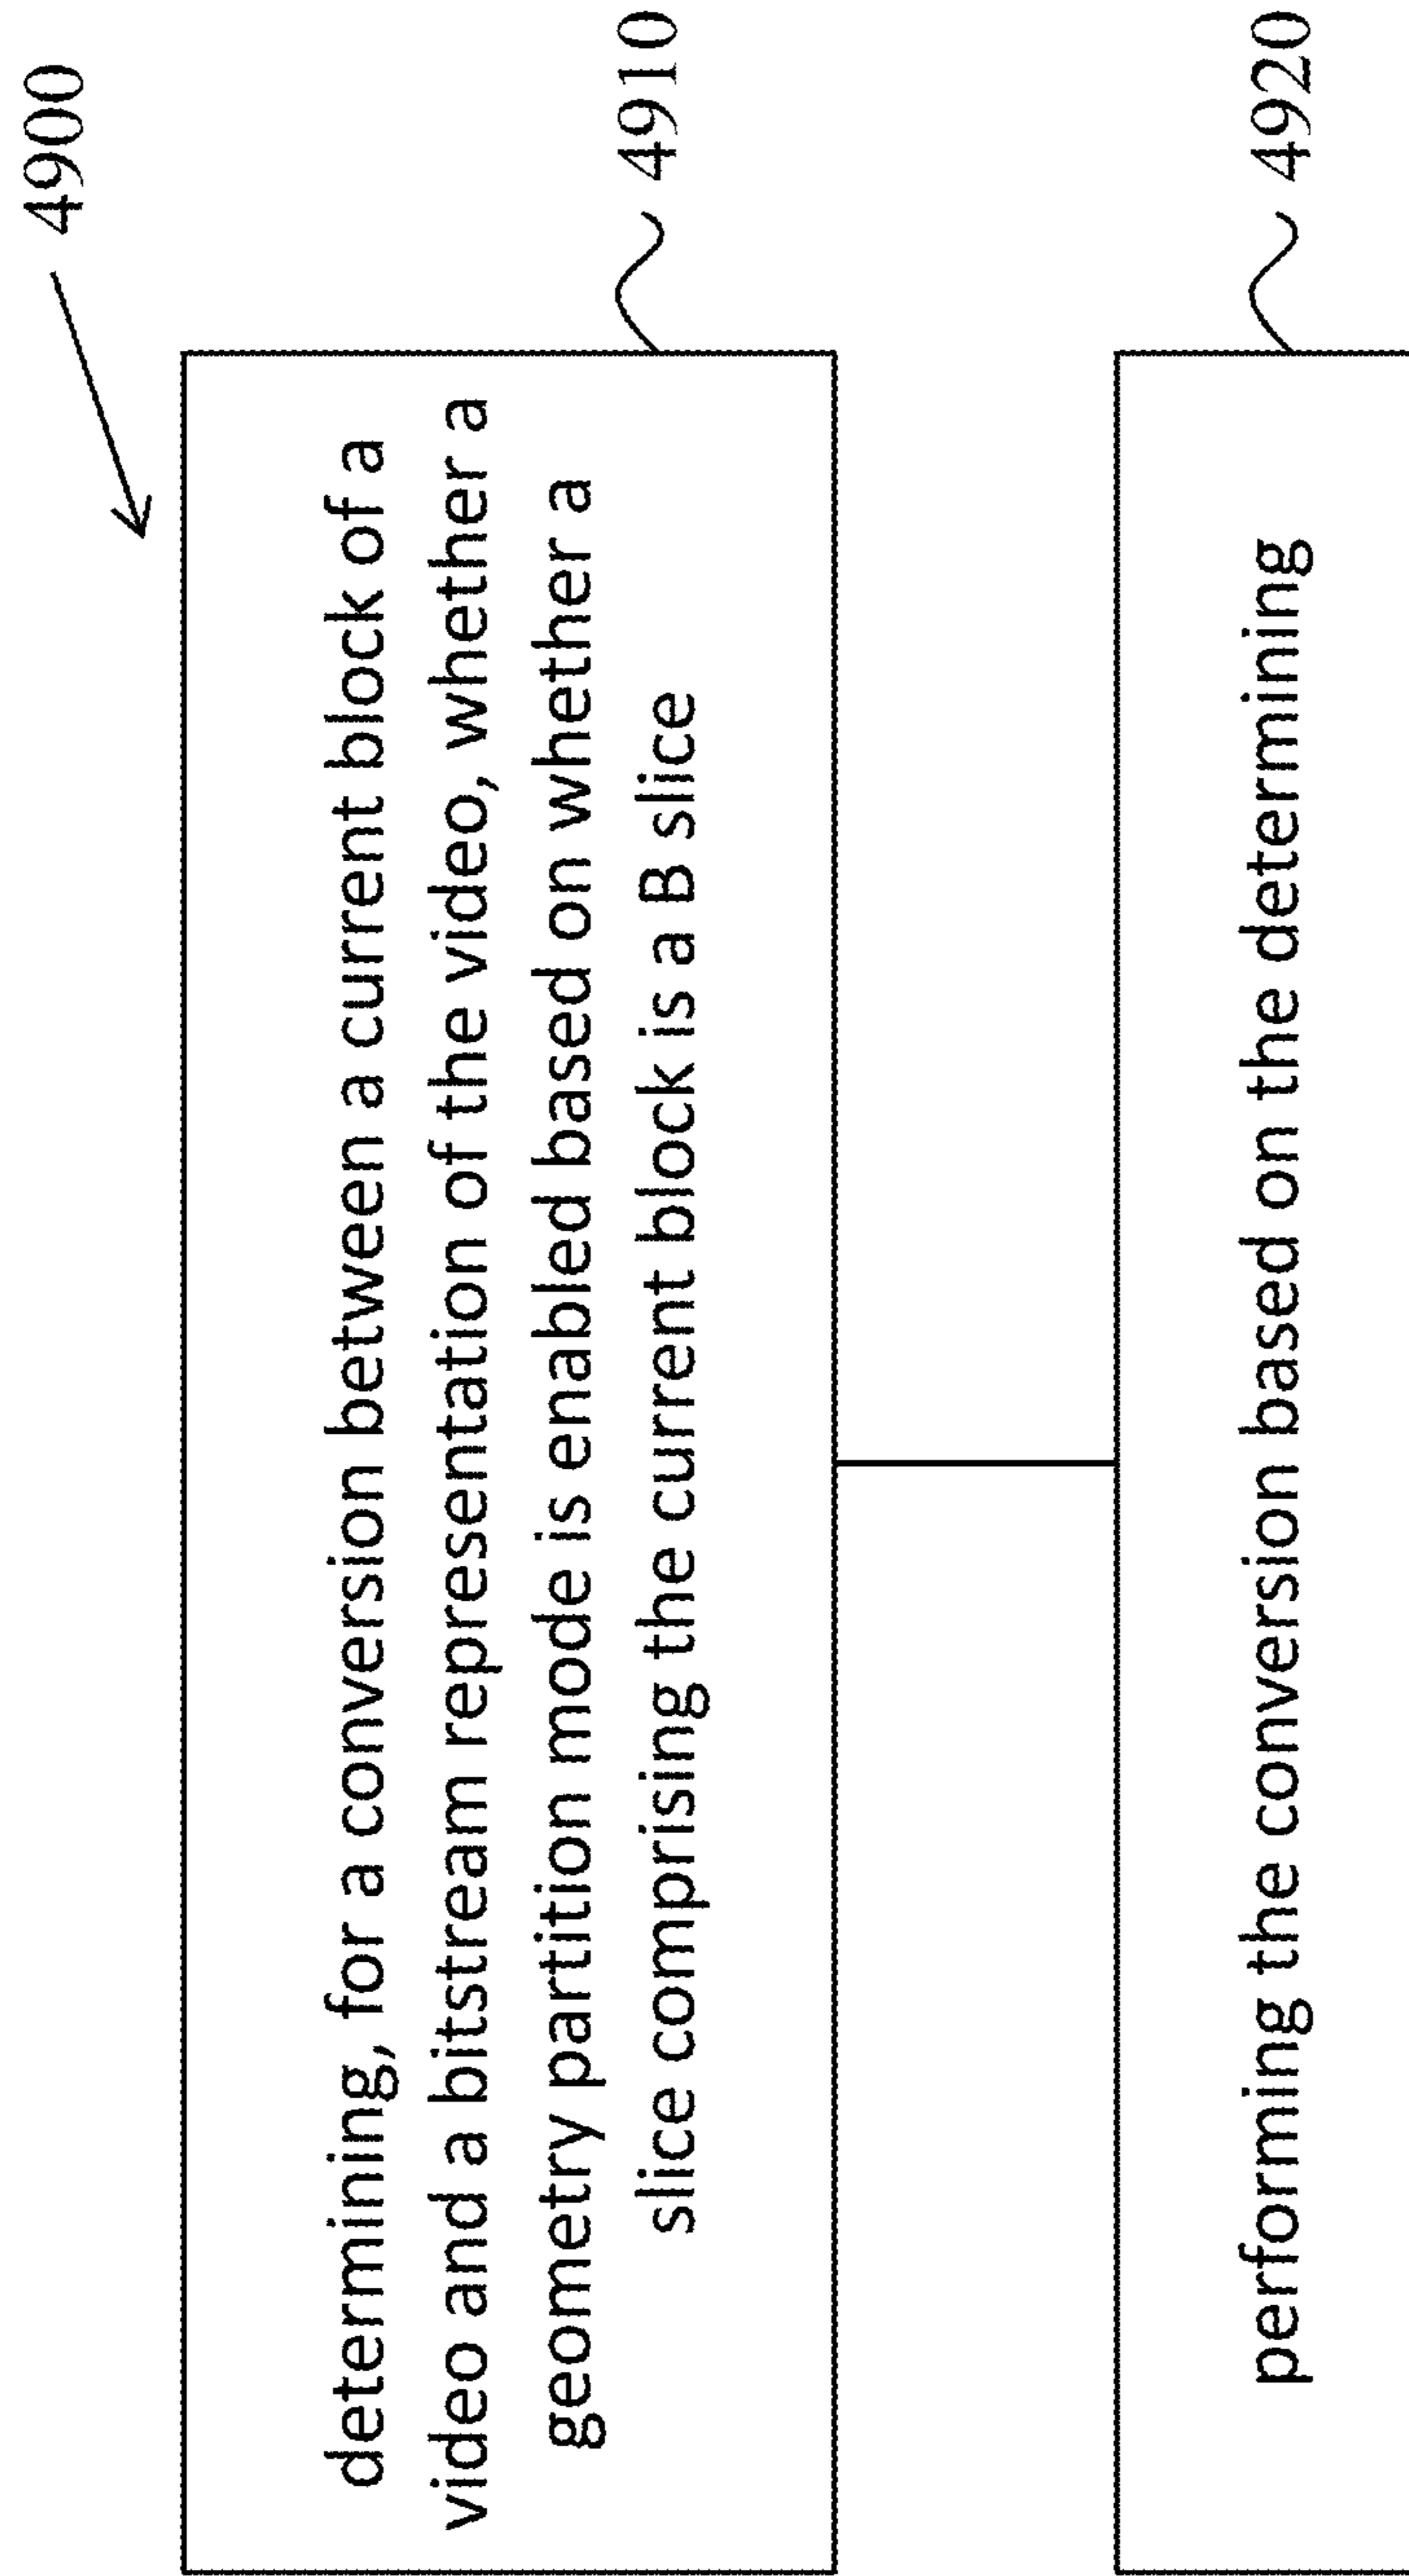 4900
determining, for a conversion between a current block of a
video and a bitstream representation of the video, whether a
geometry partition mode is enabled based on whether a
slice comprising the current block is a B slice
4910
performing the conversion based on the determining
4920